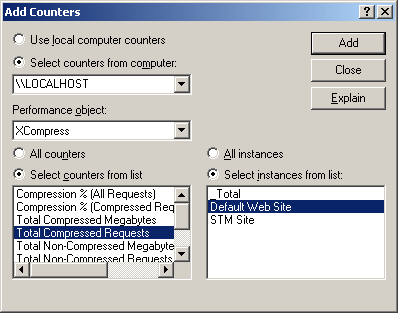 Add Counters
Use local computer counters
Select counters from computer:
\\LOCALHOST
Performance object:
XCompress
All counters
Select counters from list
Compression % (All Requests)
Compression % (Compressed Req
Total Compressed Megabytes
Total Compressed Requests
Total Non-Compressed Megabyte
Total Non-Compressed Requests
All instances
Select instances from list:
_Total
Default Web Site
STM Site
Add
Close
Explain